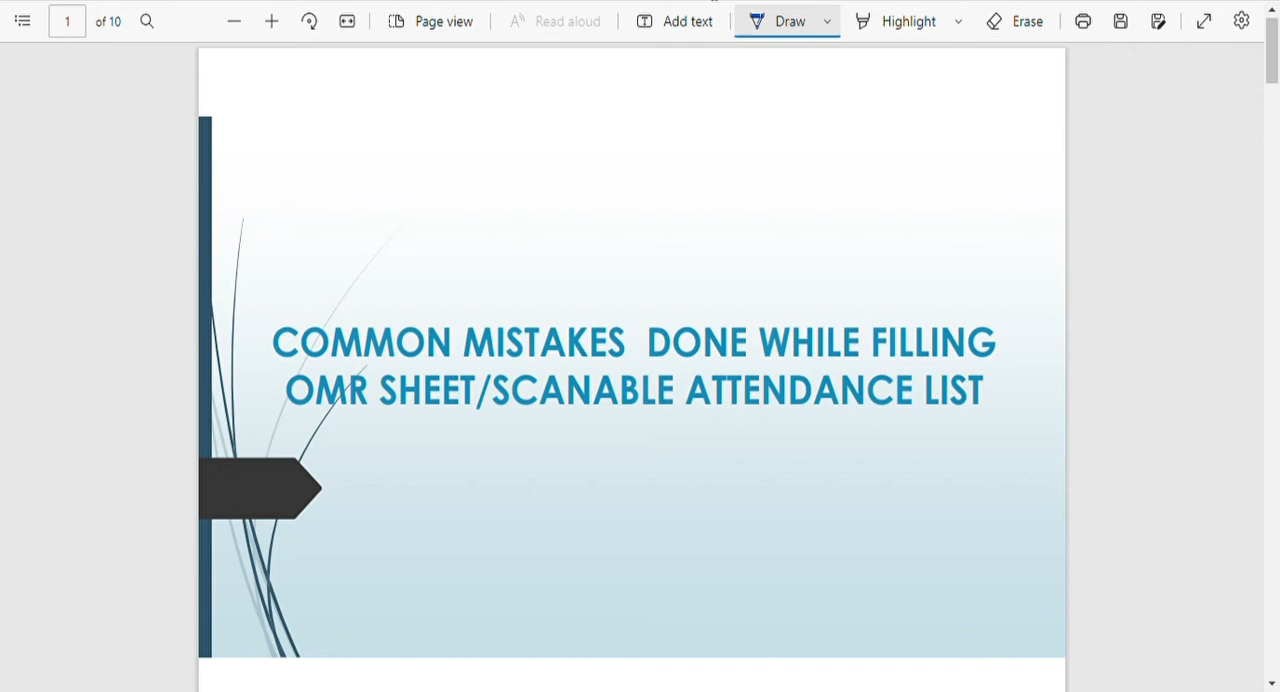 1 of 10 Page view Read aloud Add text Draw Highlight Erase
COMMON MISTAKES DONE WHILE FILLING
OMR SHEET/SCANABLE ATTENDANCE LIST